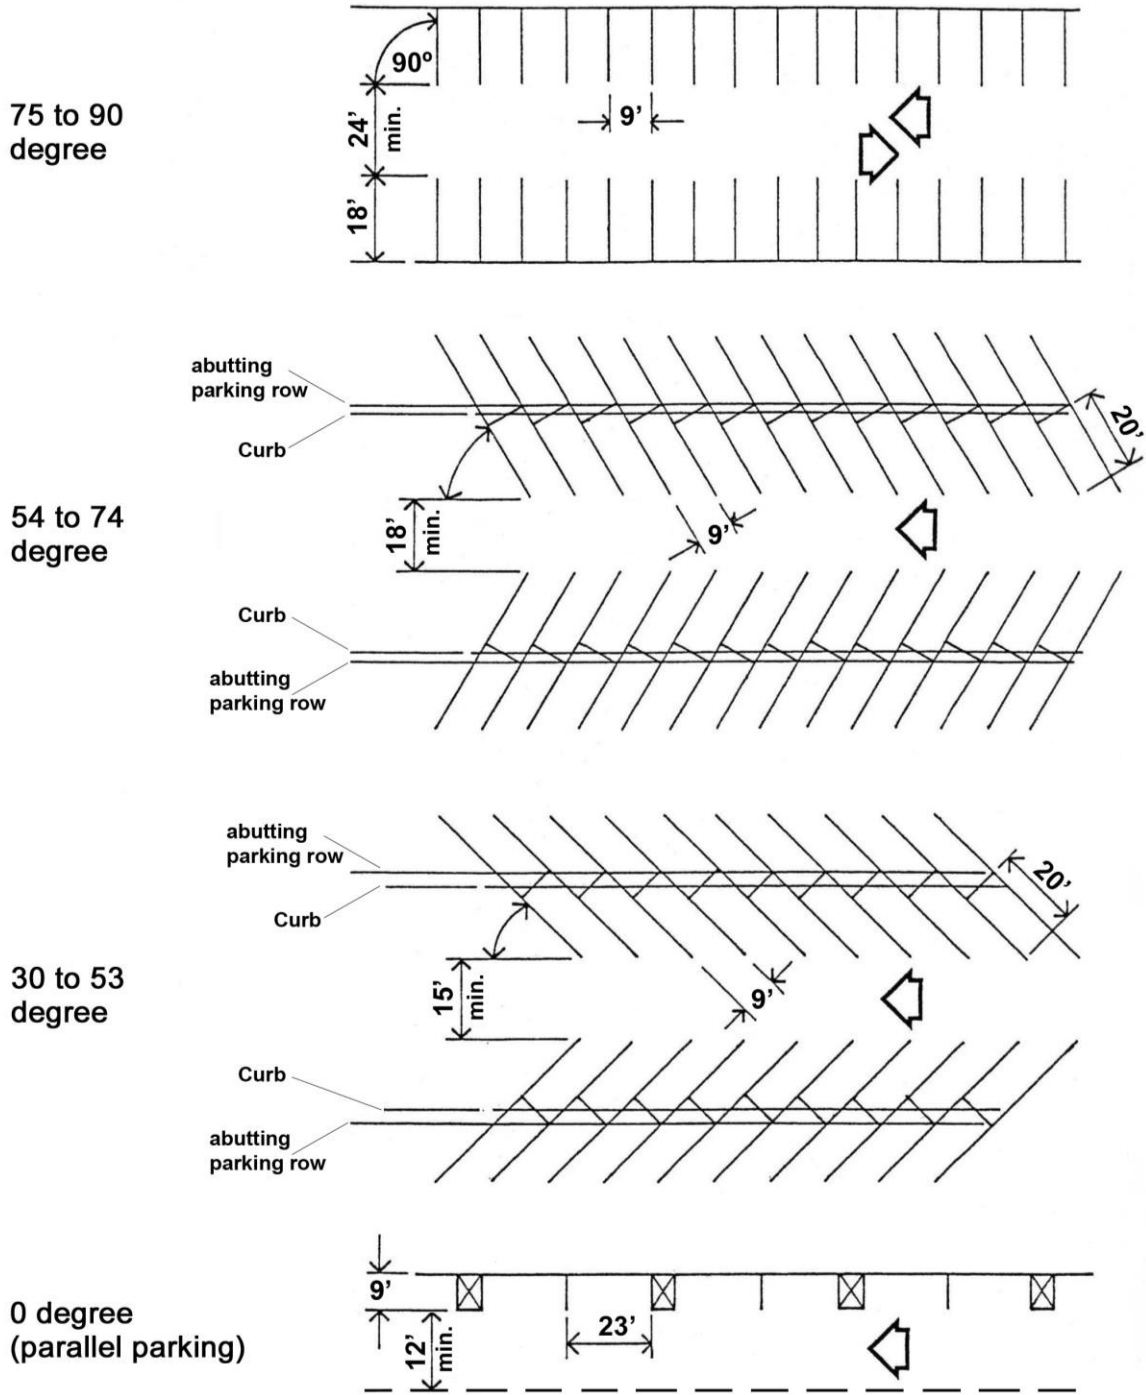 90º
75 to 90
degree
24'
min.
9'
18'
abutting
parking row
Curb
20'
54 to 74
degree
18'
min.
9'
Curb
abutting
parking row
abutting
parking row
Curb
20'
30 to 53
degree
15'
min.
9'
Curb
abutting
parking row
9'
23'
0 degree
(parallel parking)
12'
min.